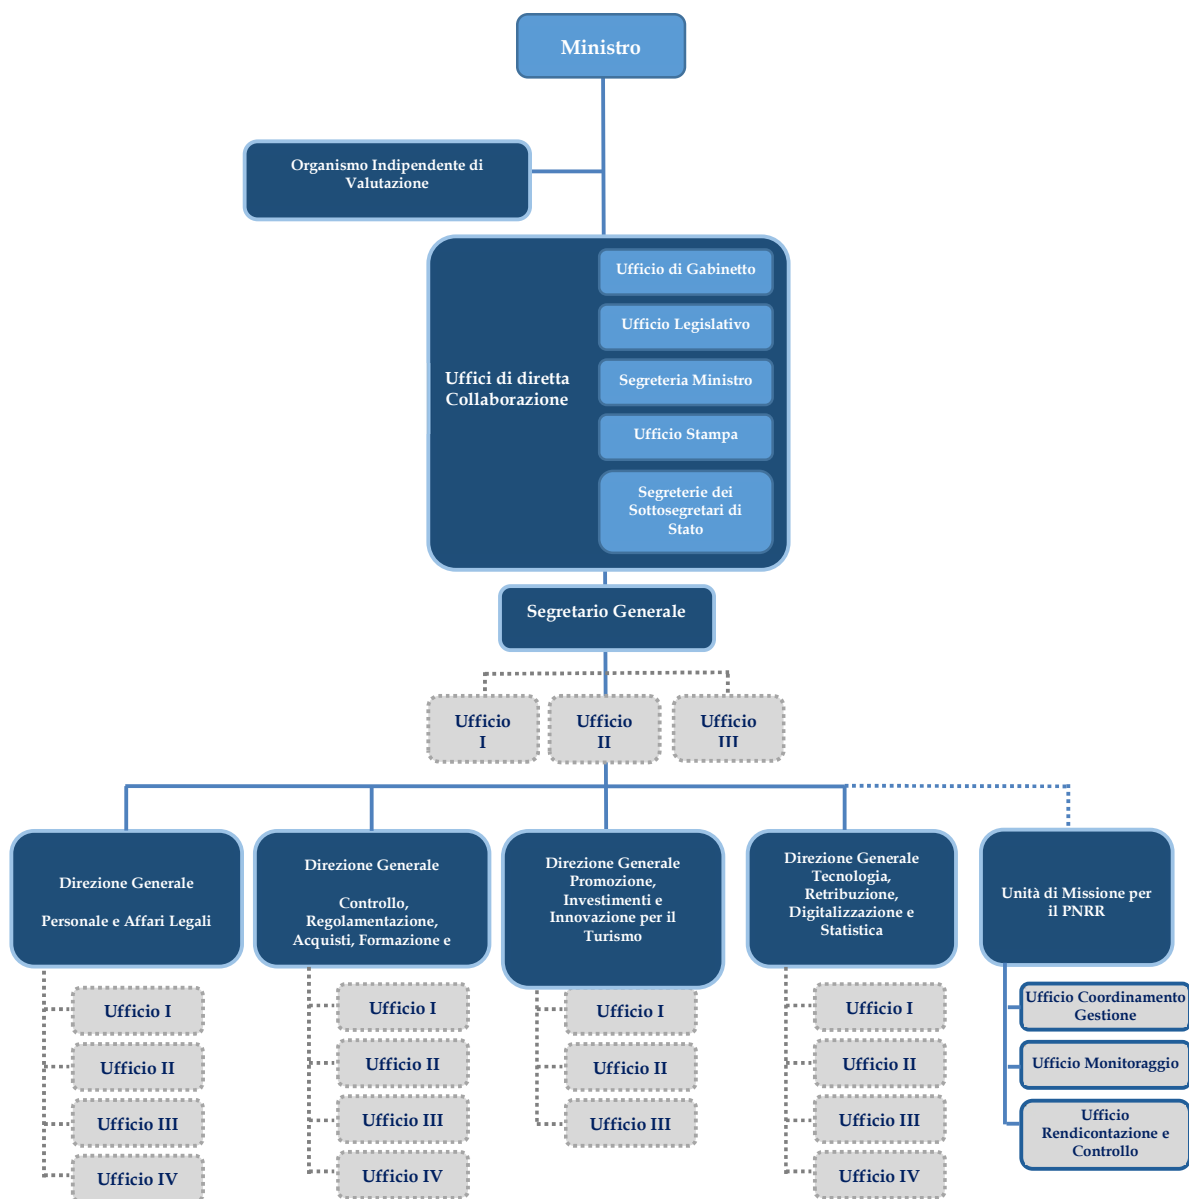 Ministro
Organismo Indipendente di
Valutazione
Uffici di diretta
Collaborazione
Ufficio di Gabinetto
Ufficio Legislativo
Segreteria Ministro
Ufficio Stampa
Segreterie dei
Sottosegretari di
Stato
Segretario Generale
Ufficio
I
Ufficio
II
Ufficio
III
Direzione Generale
Personale e Affari Legali
Ufficio I
Ufficio II
Ufficio III
Ufficio IV
Direzione Generale
Controllo,
Regolamentazione,
Acquisti, Formazione e
Ufficio I
Ufficio II
Ufficio III
Ufficio IV
Direzione Generale
Promozione,
Investimenti e
Innovazione per il
Turismo
Ufficio I
Ufficio II
Ufficio III
Direzione Generale
Tecnologia,
Retribuzione,
Digitalizzazione e
Statistica
Ufficio I
Ufficio II
Ufficio III
Ufficio IV
Unità di Missione per
il PNRR
Ufficio Coordinamento
Gestione
Ufficio Monitoraggio
Ufficio
Rendicontazione e
Controllo